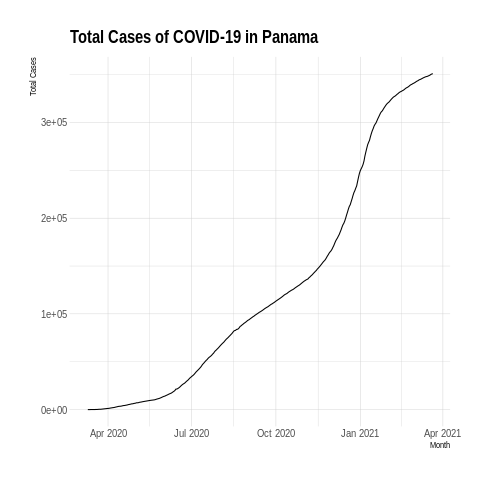 Total Cases of COVID-19 in Panama
Total Cases
3e+05
2e+05
1e+05
0e+00
Apr 2020 Jul 2020 Oct 2020 Jan 2021 Apr 2021
Month